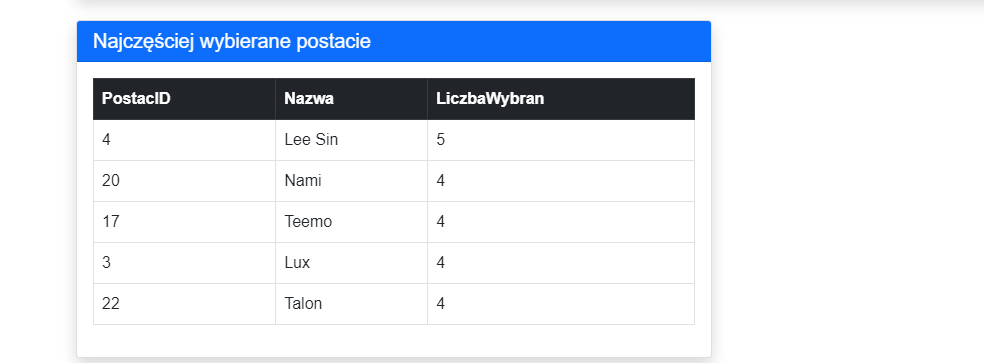 Najczęściej wybierane postacie
PostacID Nazwa LiczbaWybran
4 Lee Sin 5
20 Nami 4
17 Teemo 4
3 Lux 4
22 Talon 4